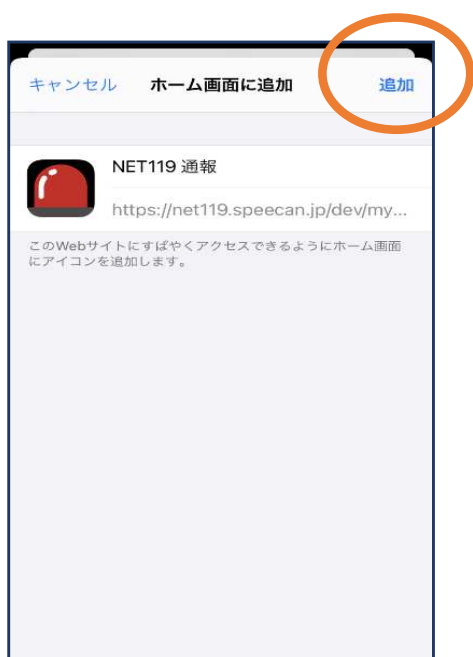 キャンセル ホーム画面に追加 追加
NET119 通報
https://net119.speecan.jp/dev/my...
このWebサイトにすばやくアクセスできるようにホーム画面
にアイコンを追加します。